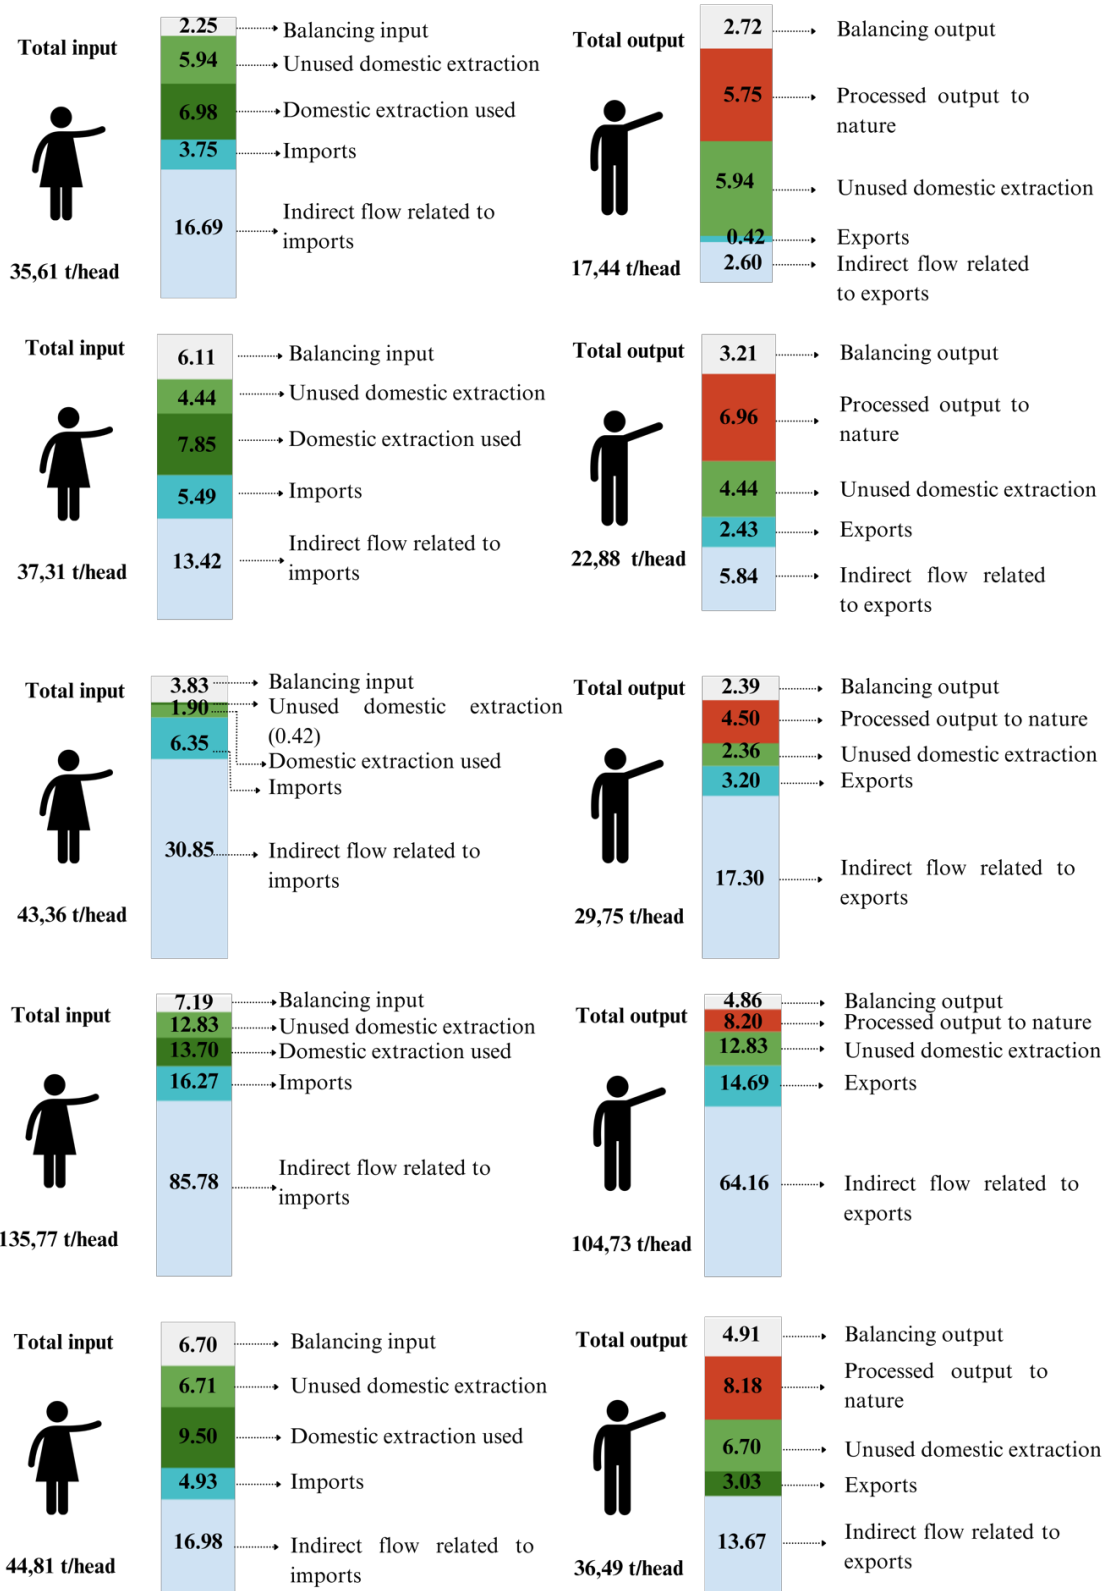 Total input
2.25
Balancing input
5.94
Unused domestic extraction
6.98
Domestic extraction used
3.75
Imports
16.69
Indirect flow related to
imports
35,61 t/head
Total output
2.72
Balancing output
5.75
Processed output to
nature
5.94
Unused domestic extraction
0.42
Exports
2.60
Indirect flow related
to exports
17,44 t/head
Total input
6.11
Balancing input
4.44
Unused domestic extraction
7.85
Domestic extraction used
5.49
Imports
13.42
Indirect flow related to
imports
37,31 t/head
Total output
3.21
Balancing output
6.96
Processed output to
nature
4.44
Unused domestic extraction
2.43
Exports
5.84
Indirect flow related
to exports
22,88 t/head
Total input
3.83
Balancing input
Unused domestic extraction
(0.42)
1.90
Domestic extraction used
6.35
Imports
30.85
Indirect flow related to
imports
43,36 t/head
Total output
2.39
Balancing output
4.50
Processed output to nature
2.36
Unused domestic extraction
3.20
Exports
17.30
Indirect flow related to
exports
29,75 t/head
Total input
7.19
Balancing input
12.83
Unused domestic extraction
13.70
Domestic extraction used
16.27
Imports
85.78
Indirect flow related to
imports
135,77 t/head
Total output
4.86
Balancing output
8.20
Processed output to nature
12.83
Unused domestic extraction
14.69
Exports
64.16
Indirect flow related to
exports
104,73 t/head
Total input
6.70
Balancing input
6.71
Unused domestic extraction
9.50
Domestic extraction used
4.93
Imports
16.98
Indirect flow related to
imports
44,81 t/head
Total output
4.91
Balancing output
8.18
Processed output to
nature
6.70
Unused domestic extraction
3.03
Exports
13.67
Indirect flow related to
exports
36,49 t/head